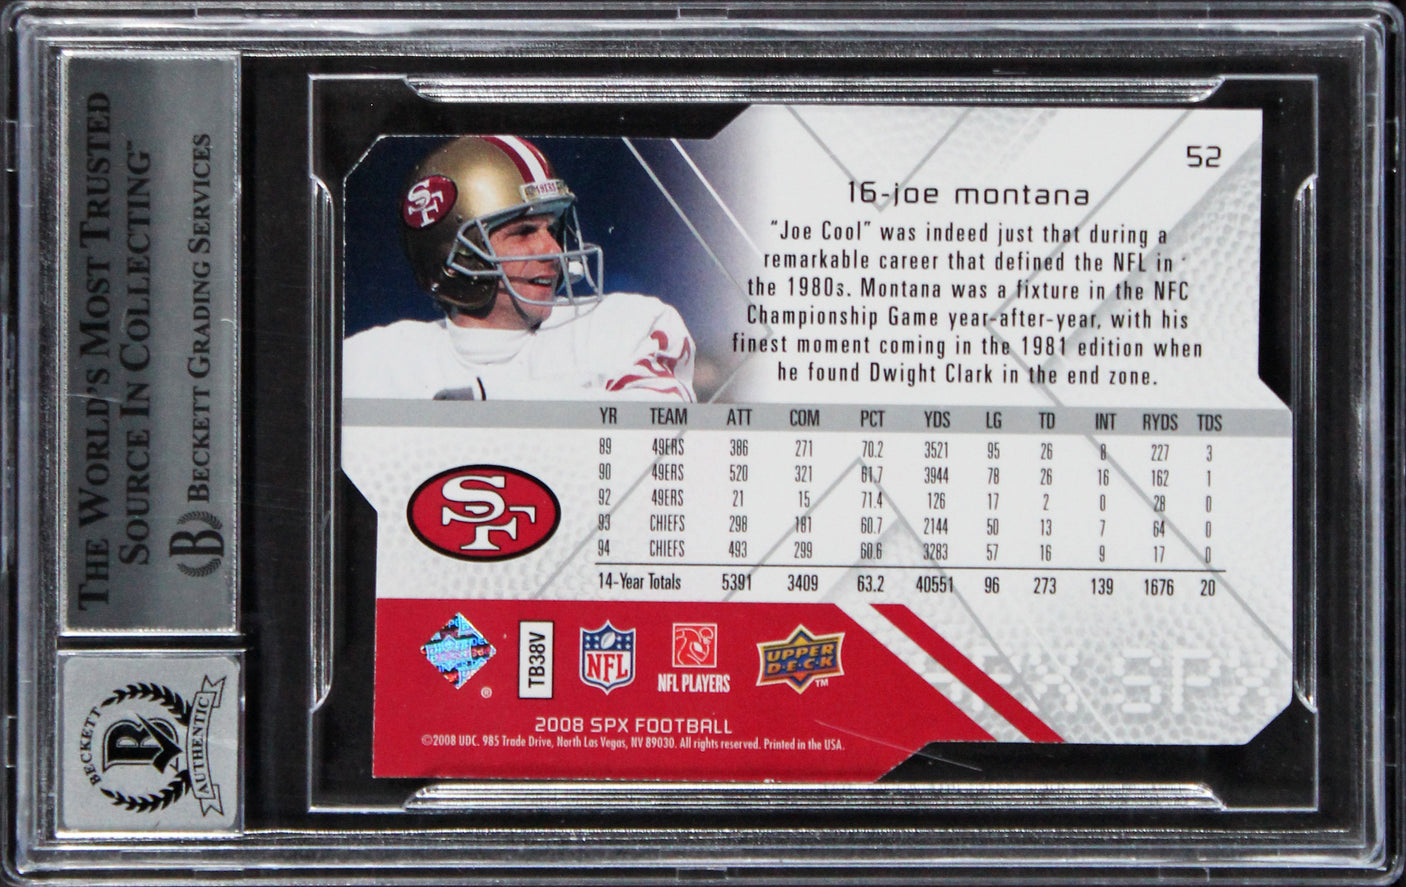 THE WORLD'S MOST TRUSTED
SOURCE IN COLLECTING™
BECKETT GRADING SERVICES
B
BECKETT
B
AUTHENTIC
SF
49ERS
52
16-joe montana
"Joe Cool" was indeed just that during a
remarkable career that defined the NFL in
the 1980s. Montana was a fixture in the NFC
Championship Game year-after-year, with his
finest moment coming in the 1981 edition when
he found Dwight Clark in the end zone.
YR TEAM ATT COM PCT YDS LG TD INT RYDS TDS
89 49ERS 386 271 70.2 3521 95 26 8 227 3
90 49ERS 520 321 61.7 3944 78 26 16 162 1
92 49ERS 21 15 71.4 126 17 2 0 28 0
93 CHIEFS 298 181 60.7 2144 50 13 7 64 0
94 CHIEFS 493 299 60.6 3283 57 16 9 17 0
14-Year Totals 5391 3409 63.2 40551 96 273 139 1676 20
SF
®
TB38V
NFL
NFL PLAYERS
UPPER
D·E·C·K
TM
SPX SPX
2008 SPX FOOTBALL
©2008 UDC. 985 Trade Drive, North Las Vegas, NV 89030. All rights reserved. Printed in the USA.